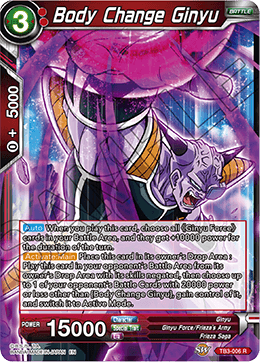 3
Body Change Ginyu
BATTLE
+ 5000
Auto When you play this card, choose all《Ginyu Force》
cards in your Battle Area, and they get +10000 power for
the duration of the turn.
Activate:Main Place this card in its owner's Drop Area :
Play this card in your opponent's Battle Area from its
owner's Drop Area with its skills negated, then choose up
to 1 of your opponent's Battle Cards with 20000 power
or less other than {Body Change Ginyu}, gain control of it,
and switch it to Active Mode.
POWER
15000
Character
Ginyu
Special Trait
Ginyu Force/Frieza's Army
Era
Frieza Saga
TB3-006 R